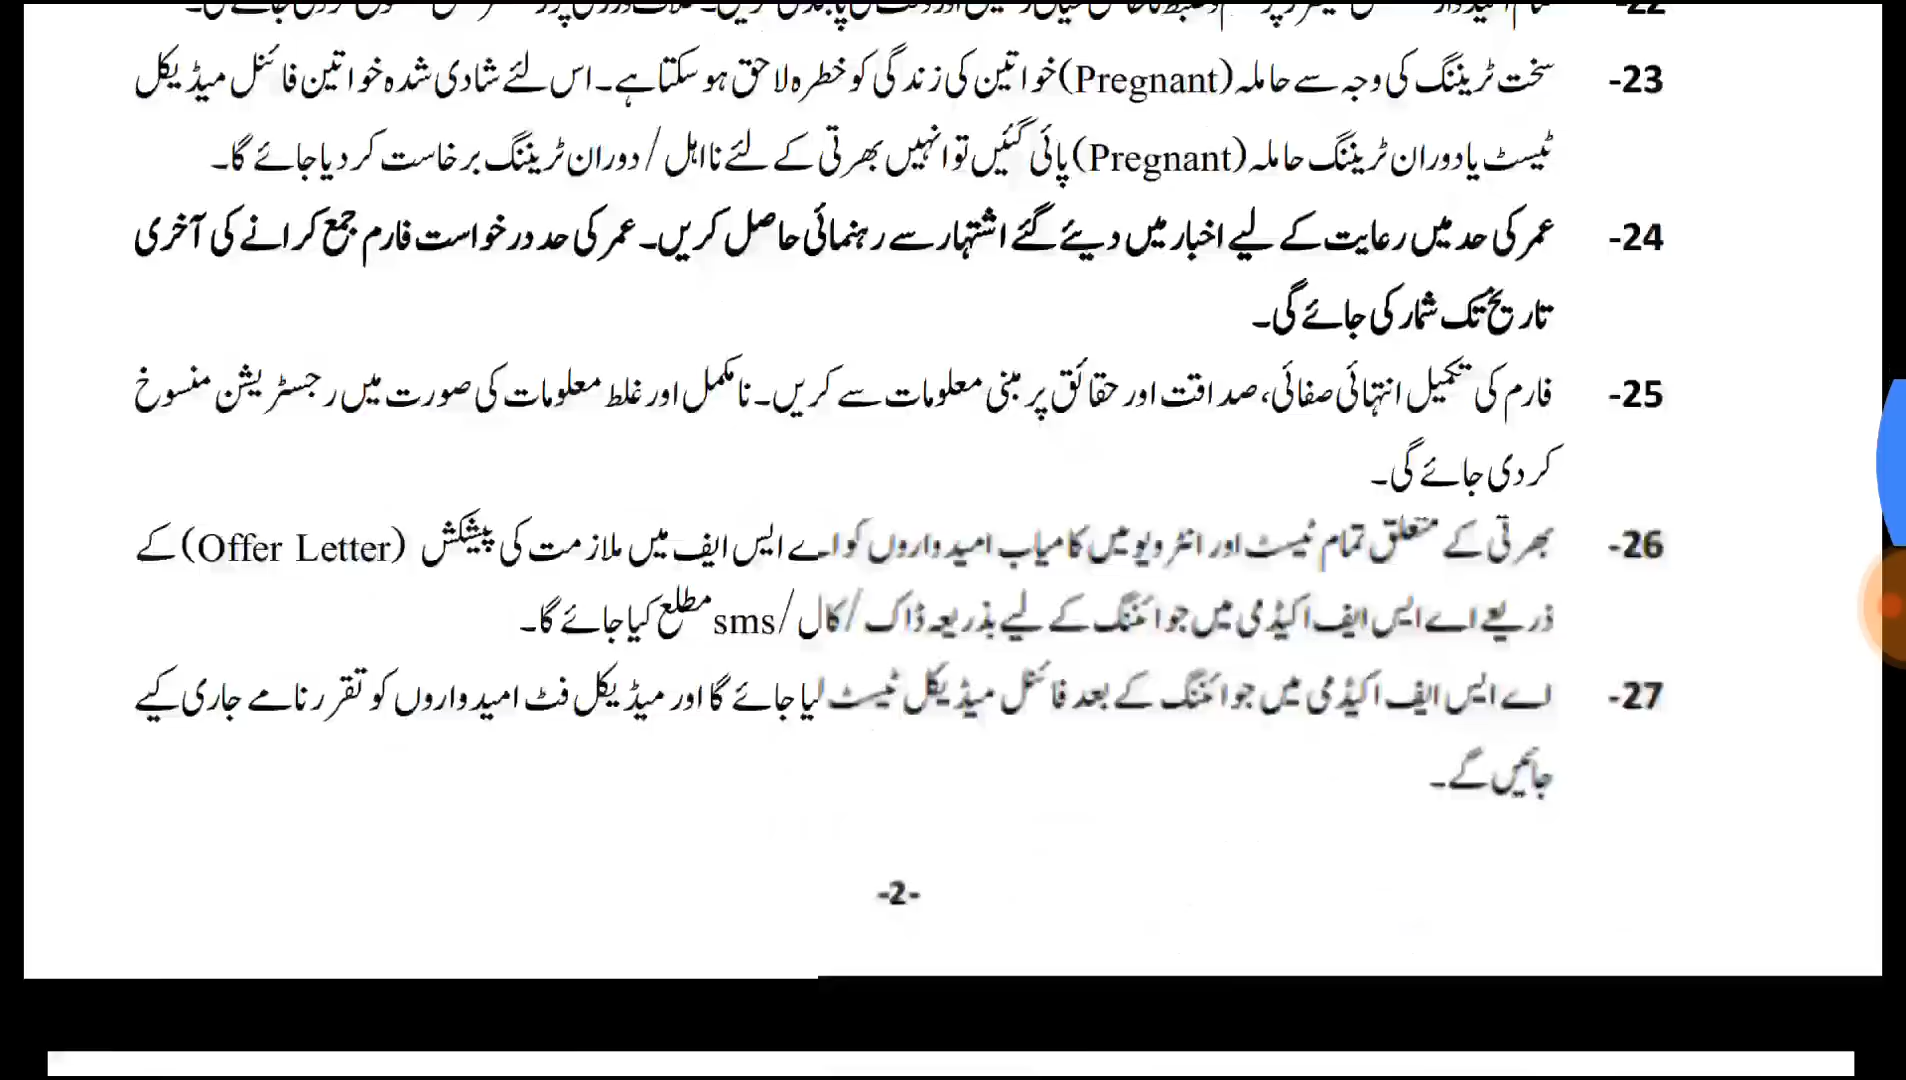 22-
23- سخت ٹریننگ کی وجہ سے حاملہ (Pregnant) خواتین کی زندگی کو خطرہ لاحق ہو سکتا ہے۔ اس لئے شادی شدہ خواتین فائنل میڈیکل
ٹیسٹ یا دوران ٹریننگ حاملہ (Pregnant) پائی گئیں تو انہیں بھرتی کے لئے نااہل / دوران ٹریننگ برخاست کر دیا جائے گا۔
24- عمر کی حد میں رعایت کے لیے اخبار میں دیئے گئے اشتہار سے رہنمائی حاصل کریں۔ عمر کی حد درخواست فارم جمع کرانے کی آخری
تاریخ تک شمار کی جائے گی۔
25- فارم کی تکمیل انتہائی صفائی، صداقت اور حقائق پر مبنی معلومات سے کریں۔ نامکمل اور غلط معلومات کی صورت میں رجسٹریشن منسوخ
کر دی جائے گی۔
26- بھرتی کے متعلق تمام ٹیسٹ اور انٹرویو میں کامیاب امیدواروں کو اے ایس ایف میں ملازمت کی پیشکش (Offer Letter) کے
ذریعے اے ایس ایف اکیڈمی میں جوائننگ کے لیے بذریعہ ڈاک / کال / sms مطلع کیا جائے گا۔
27- اے ایس ایف اکیڈمی میں جوائننگ کے بعد فائنل میڈیکل ٹیسٹ لیا جائے گا اور میڈیکل فٹ امیدواروں کو تقرر نامے جاری کیے
جائیں گے۔
-2-